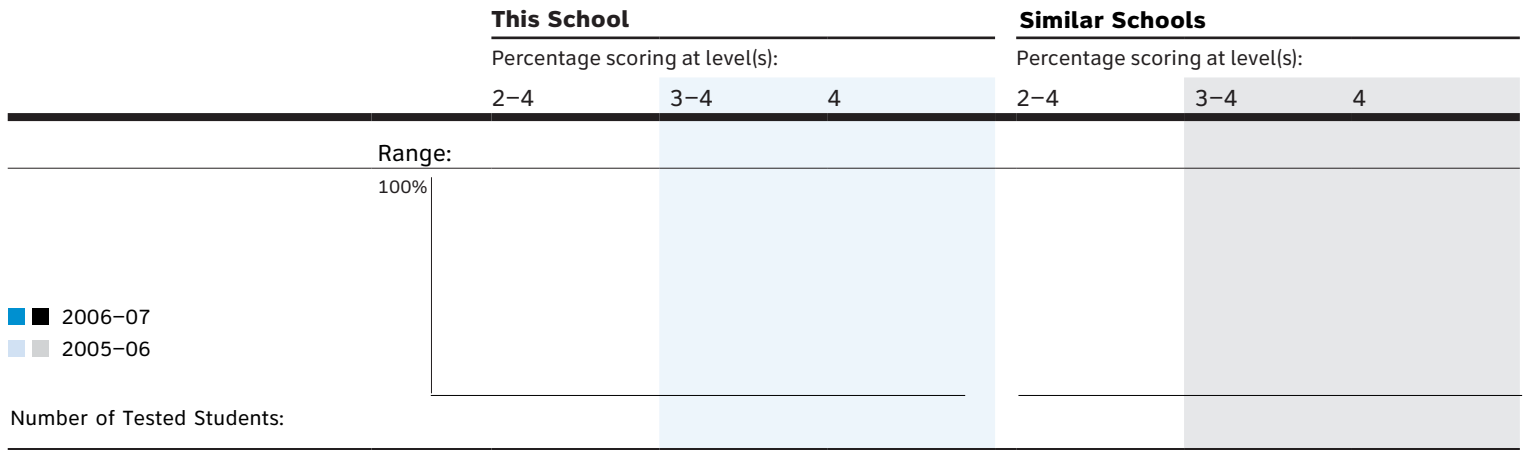 This School Similar Schools
Percentage scoring at level(s): Percentage scoring at level(s):
2–4 3–4 4 2–4 3–4 4
Range:
100%
2006–07
2005–06
Number of Tested Students: